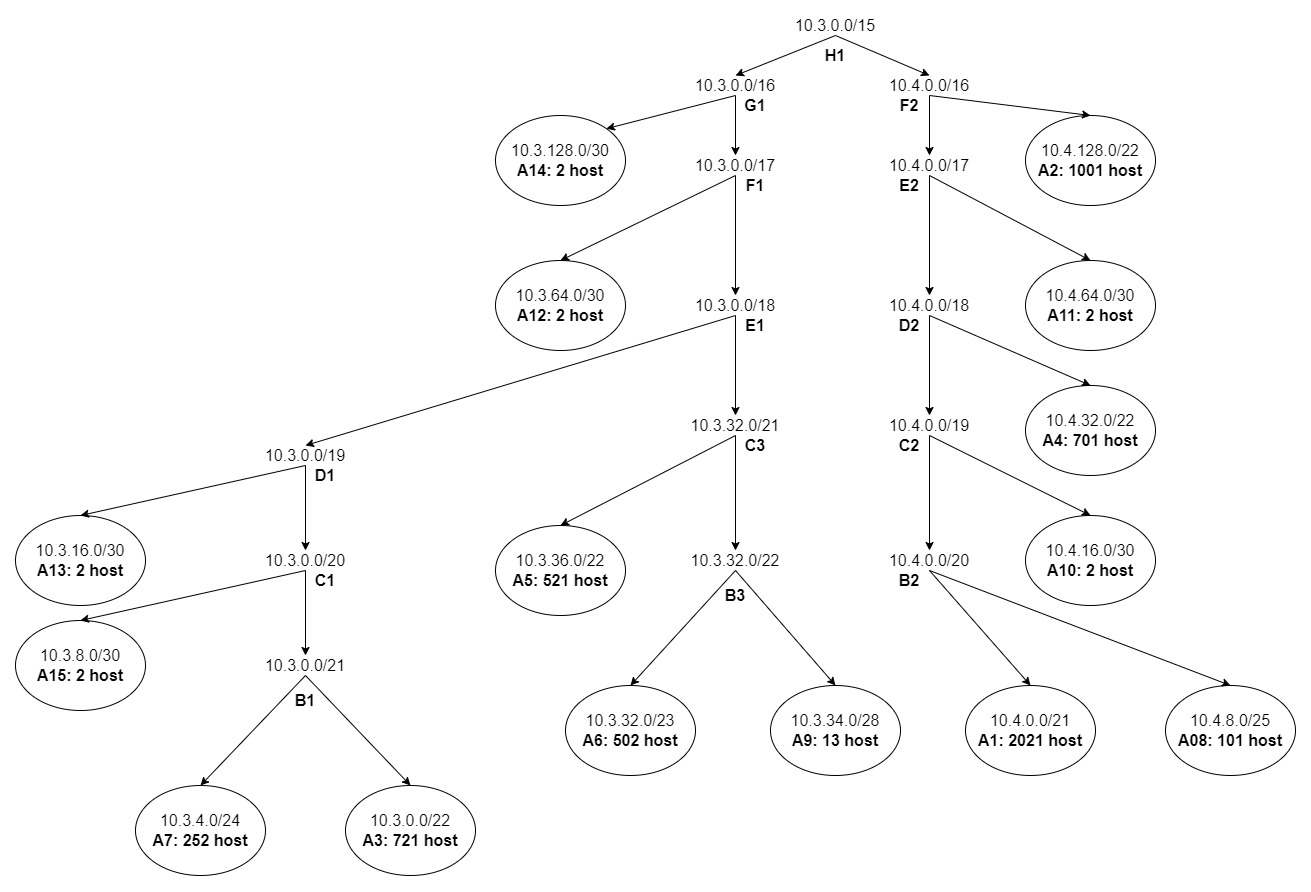 10.3.0.0/15
H1
10.3.0.0/16
G1
10.4.0.0/16
F2
10.3.128.0/30
A14: 2 host
10.3.0.0/17
F1
10.4.0.0/17
E2
10.4.128.0/22
A2: 1001 host
10.3.64.0/30
A12: 2 host
10.3.0.0/18
E1
10.4.0.0/18
D2
10.4.64.0/30
A11: 2 host
10.3.0.0/19
D1
10.3.32.0/21
C3
10.4.0.0/19
C2
10.4.32.0/22
A4: 701 host
10.3.16.0/30
A13: 2 host
10.3.0.0/20
C1
10.3.36.0/22
A5: 521 host
10.3.32.0/22
B3
10.4.0.0/20
B2
10.4.16.0/30
A10: 2 host
10.3.8.0/30
A15: 2 host
10.3.0.0/21
B1
10.3.32.0/23
A6: 502 host
10.3.34.0/28
A9: 13 host
10.4.0.0/21
A1: 2021 host
10.4.8.0/25
A08: 101 host
10.3.4.0/24
A7: 252 host
10.3.0.0/22
A3: 721 host